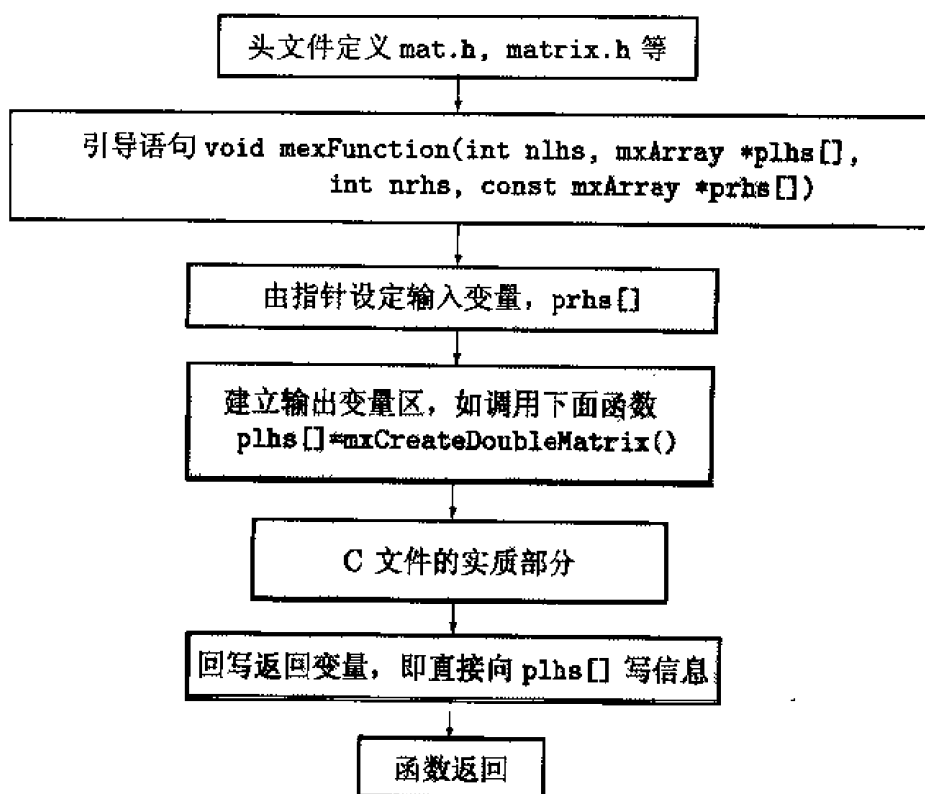 头文件定义 mat.h, matrix.h 等
引导语句 void mexFunction(int nlhs, mxArray *plhs[],
int nrhs, const mxArray *prhs[])
由指针设定输入变量，prhs[]
建立输出变量区，如调用下面函数
plhs[]=mxCreateDoubleMatrix()
C 文件的实质部分
回写返回变量，即直接向 plhs[] 写信息
函数返回